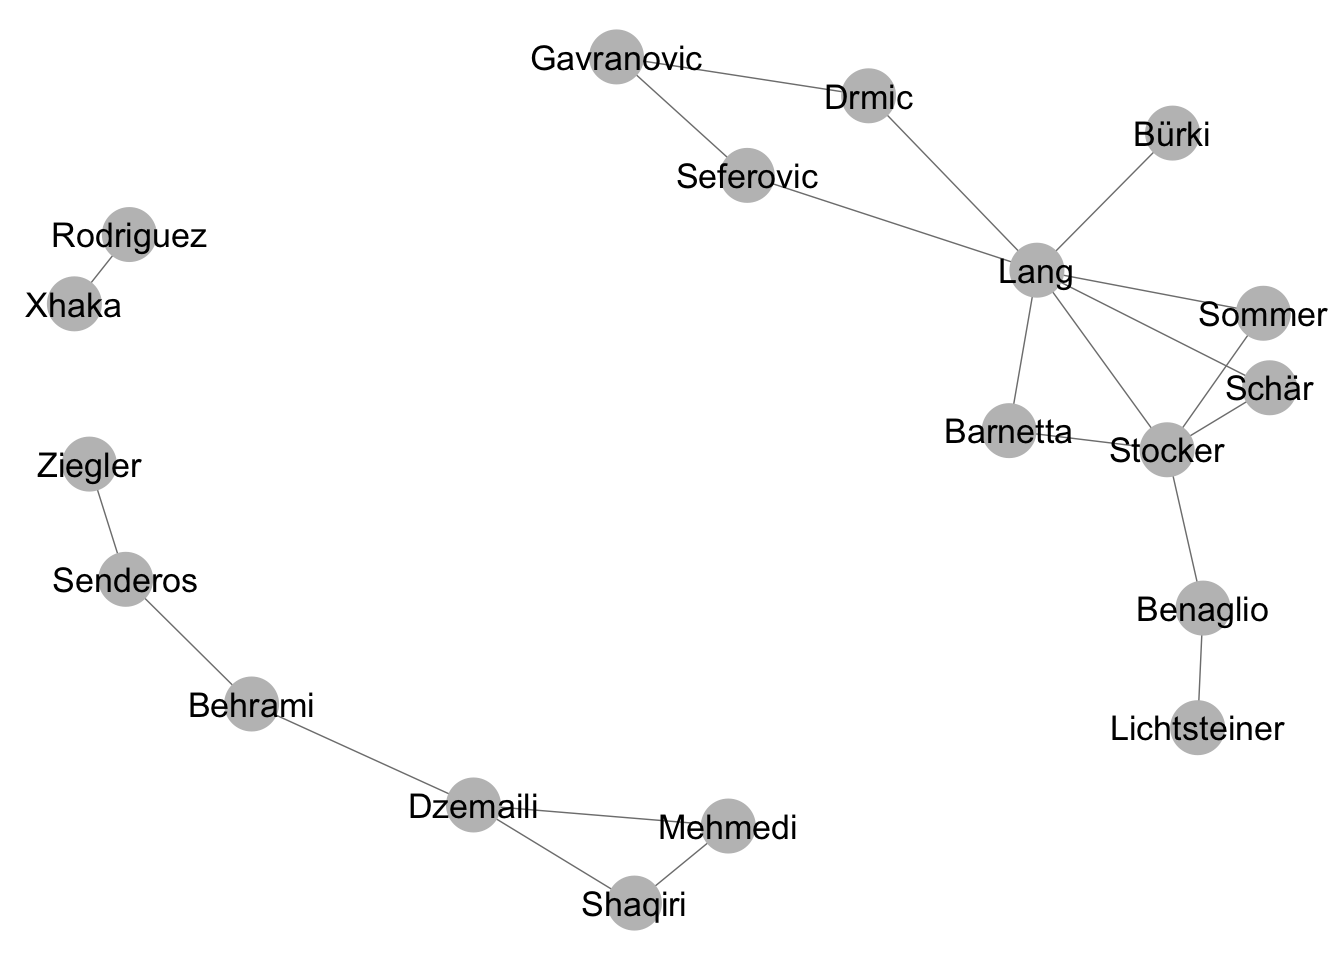 Gavranovic
Drmic
Bürki
Seferovic
Rodriguez
Lang
Xhaka
Sommer
Schär
Barnetta
Stocker
Ziegler
Senderos
Benaglio
Behrami
Lichtsteiner
Dzemaili
Mehmedi
Shaqiri